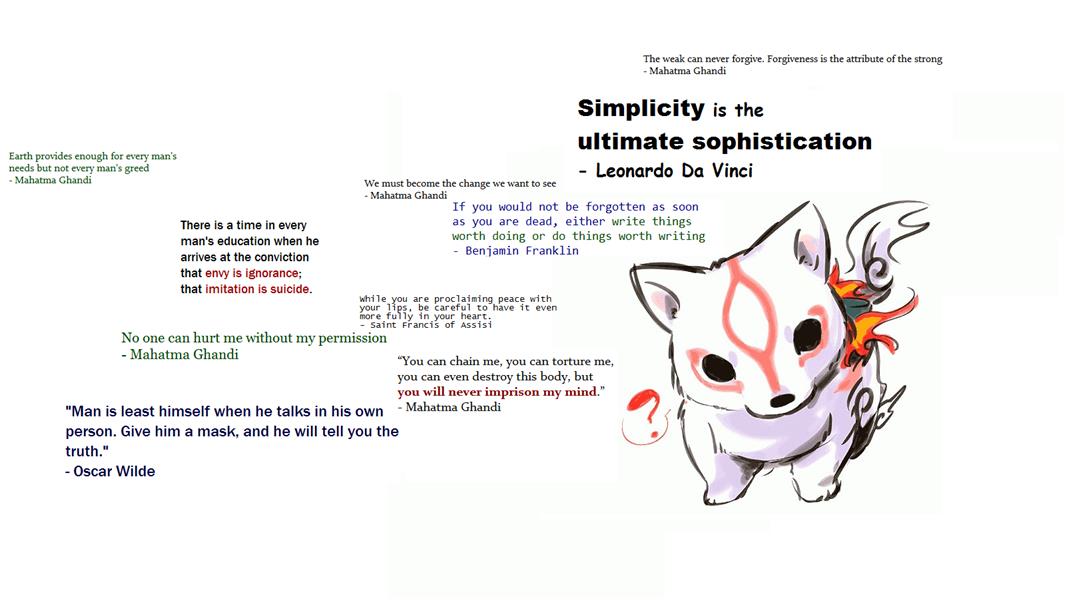 The weak can never forgive. Forgiveness is the attribute of the strong
- Mahatma Ghandi
Simplicity is the
ultimate sophistication
- Leonardo Da Vinci
Earth provides enough for every man's
needs but not every man's greed
- Mahatma Ghandi
We must become the change we want to see
- Mahatma Ghandi
If you would not be forgotten as soon
as you are dead, either write things
worth doing or do things worth writing
- Benjamin Franklin
There is a time in every
man's education when he
arrives at the conviction
that envy is ignorance;
that imitation is suicide.
While you are proclaiming peace with
your lips, be careful to have it even
more fully in your heart.
- Saint Francis of Assisi
No one can hurt me without my permission
- Mahatma Ghandi
“You can chain me, you can torture me,
you can even destroy this body, but
you will never imprison my mind.”
- Mahatma Ghandi
"Man is least himself when he talks in his own
person. Give him a mask, and he will tell you the
truth."
- Oscar Wilde
?